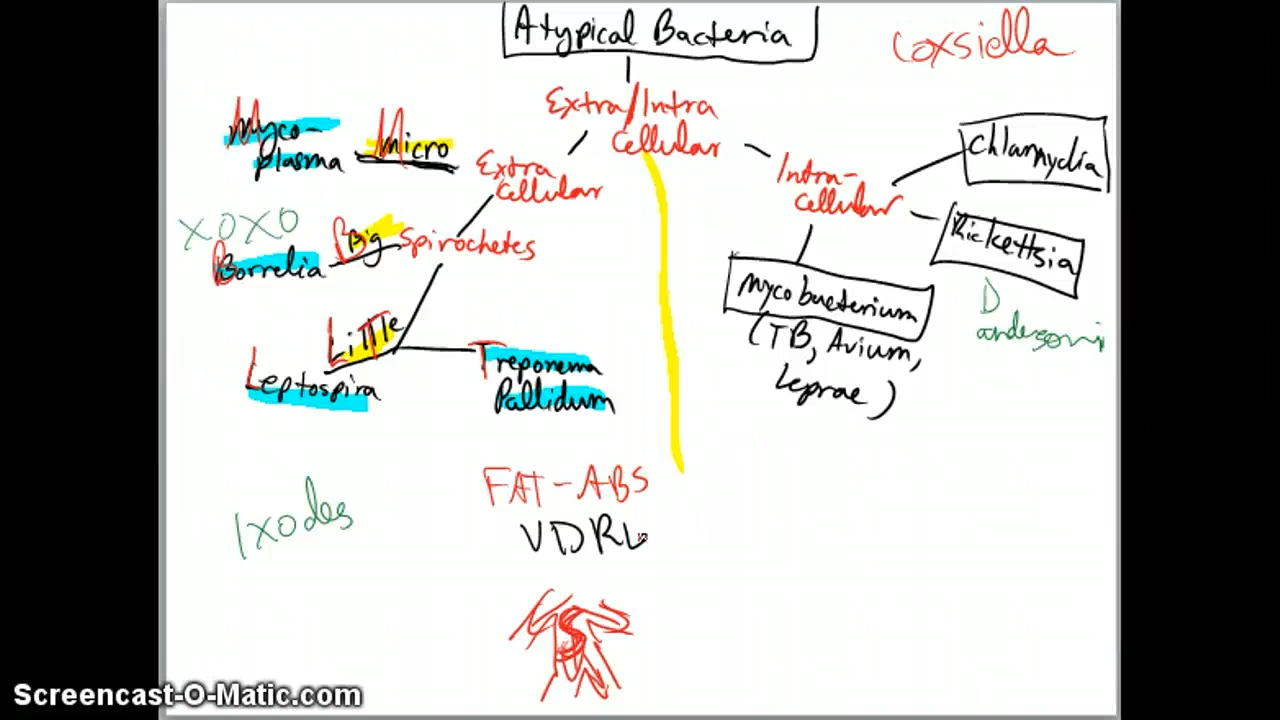 Atypical Bacteria
Coxsiella
Extra/Intra
Cellular
Myco-
plasma
Micro
Extra
Cellular
Intra-
Cellular
Chlamydia
Rickettsia
XOXO
Borrelia
Big
Spirochetes
Mycobacterium
(TB, Avium,
Leprae)
D
andersoni
LiTTle
Leptospira
Treponema
Pallidum
FAT-ABS
VDRL
Ixodes
Screencast-O-Matic.com